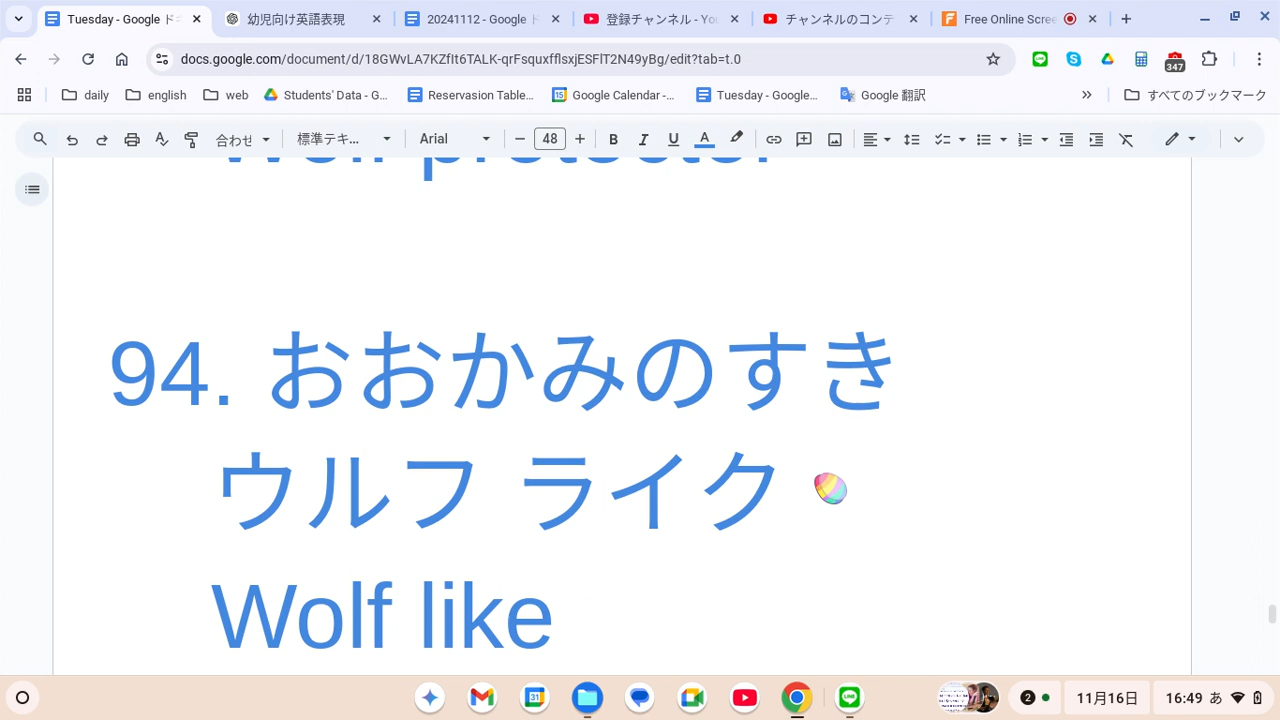 Tuesday - Google ド
幼児向け英語表現
20241112 - Google ド
登録チャンネル - You
チャンネルのコンテ
Free Online Scree
docs.google.com/document/d/
/edit?tab=t.0
347
daily
english
web
Students' Data - G...
Reservasion Table...
Google Calendar -...
Tuesday - Google...
Google 翻訳
すべてのブックマーク
合わせ
標準テキ...
Arial
48
B
I
U
A
Wolf protector
94. おおかみのすき
ウルフ ライク
Wolf like
31
2
11月16日
16:49
あ